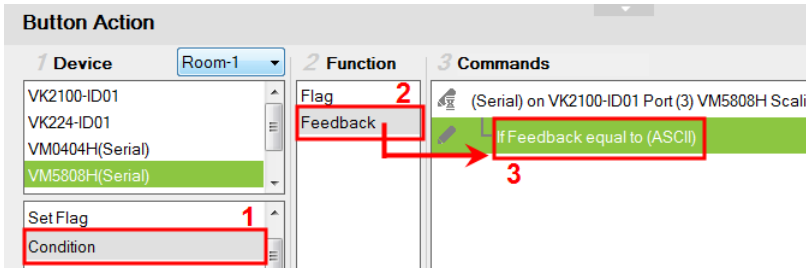 Button Action
1 Device
Room-1
2 Function
3 Commands
VK2100-ID01
VK224-ID01
VM0404H(Serial)
VM5808H(Serial)
Set Flag
1
Condition
Flag
2
Feedback
(Serial) on VK2100-ID01 Port (3) VM5808H Scali
If Feedback equal to (ASCII)
3